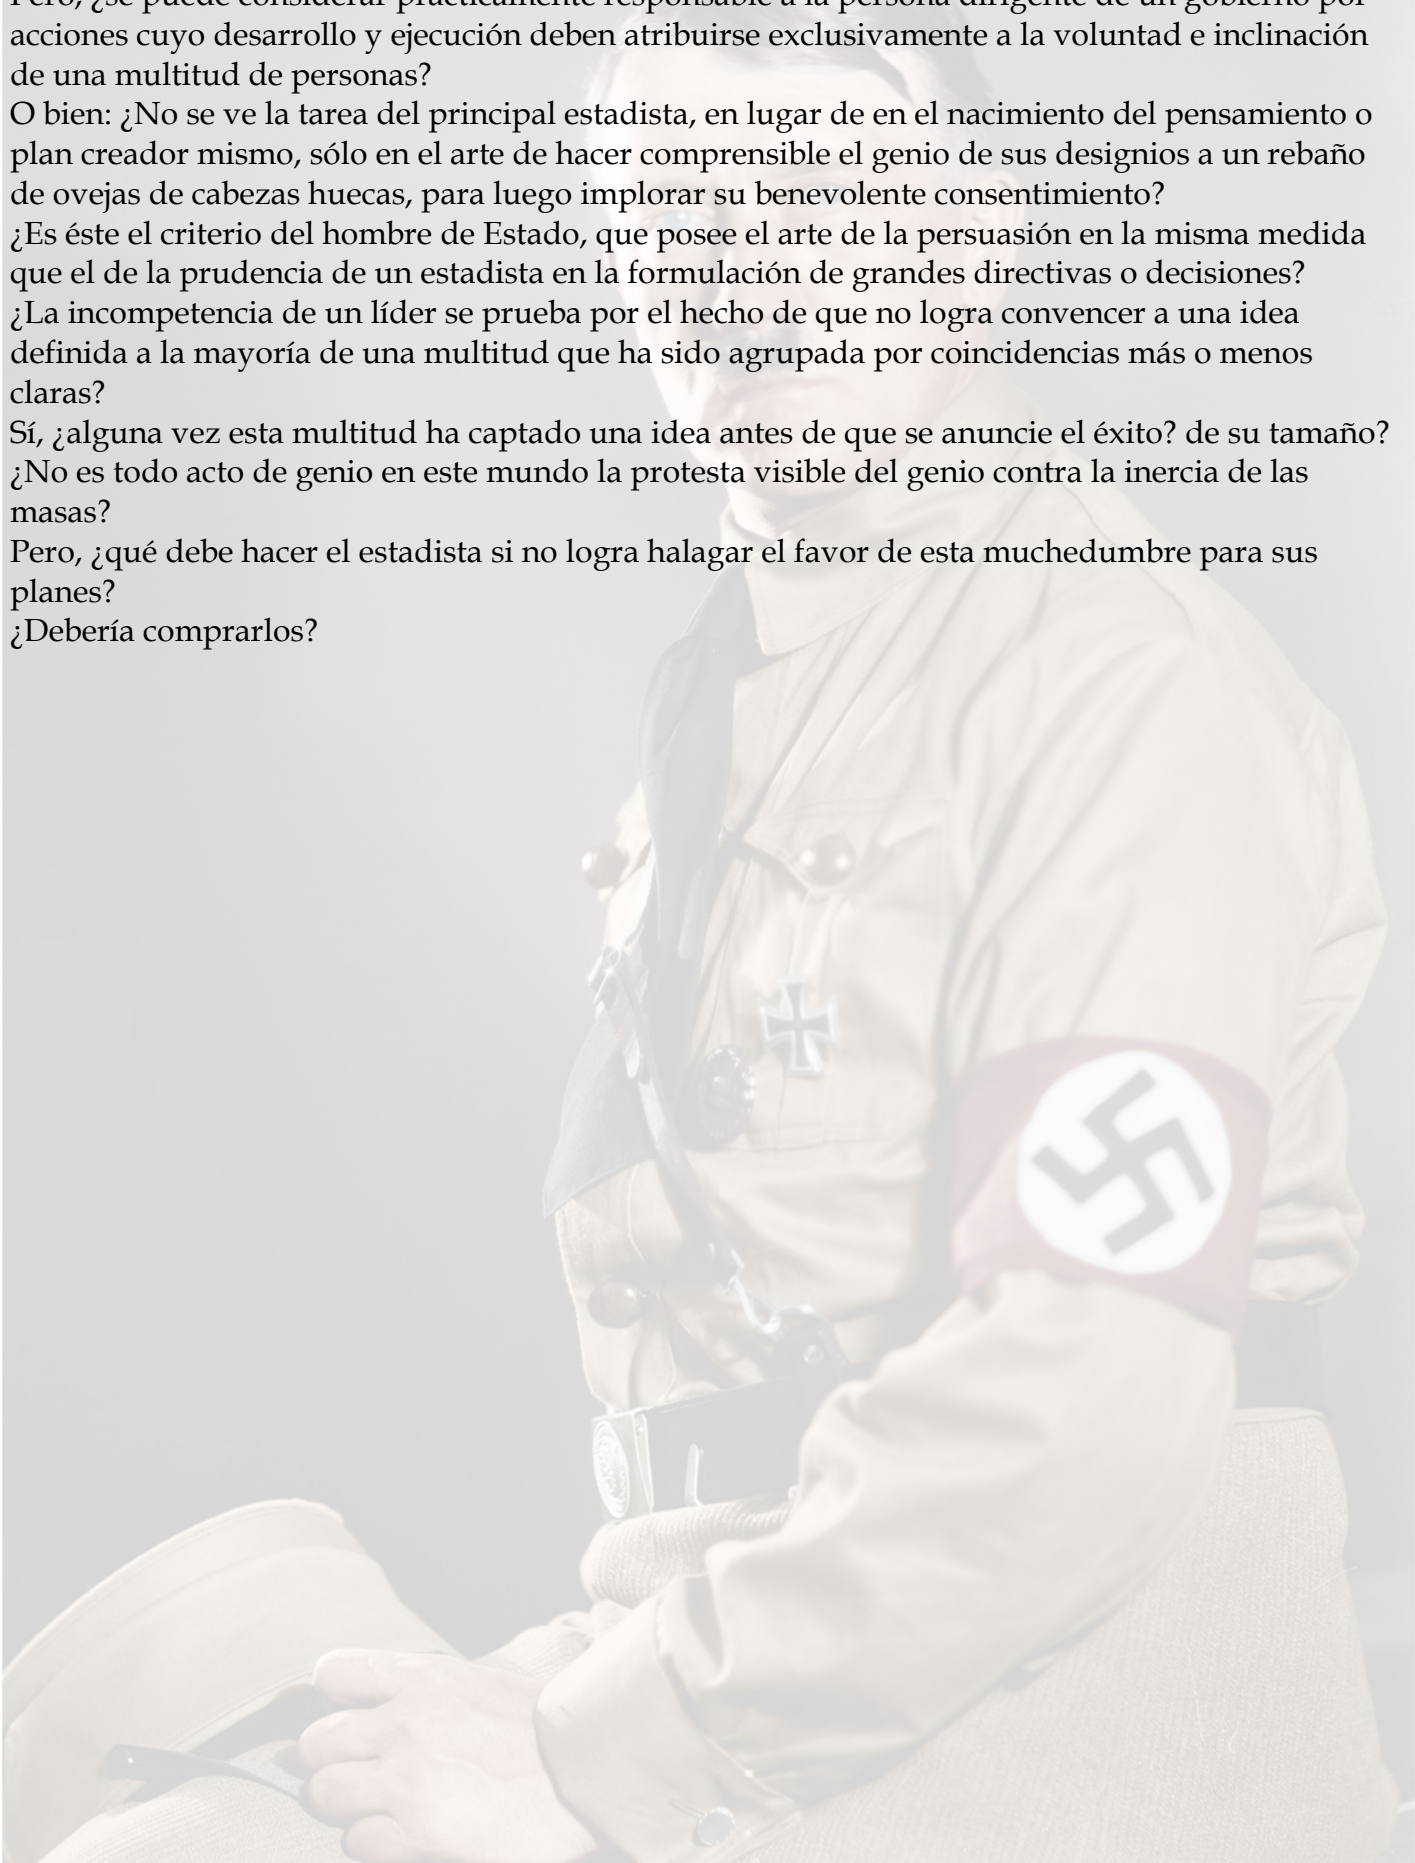 Pero, ¿se puede considerar prácticamente responsable a la persona dirigente de un gobierno por
acciones cuyo desarrollo y ejecución deben atribuirse exclusivamente a la voluntad e inclinación
de una multitud de personas?
O bien: ¿No se ve la tarea del principal estadista, en lugar de en el nacimiento del pensamiento o
plan creador mismo, sólo en el arte de hacer comprensible el genio de sus designios a un rebaño
de ovejas de cabezas huecas, para luego implorar su benevolente consentimiento?
¿Es éste el criterio del hombre de Estado, que posee el arte de la persuasión en la misma medida
que el de la prudencia de un estadista en la formulación de grandes directivas o decisiones?
¿La incompetencia de un líder se prueba por el hecho de que no logra convencer a una idea
definida a la mayoría de una multitud que ha sido agrupada por coincidencias más o menos
claras?
Sí, ¿alguna vez esta multitud ha captado una idea antes de que se anuncie el éxito? de su tamaño?
¿No es todo acto de genio en este mundo la protesta visible del genio contra la inercia de las
masas?
Pero, ¿qué debe hacer el estadista si no logra halagar el favor de esta muchedumbre para sus
planes?
¿Debería comprarlos?